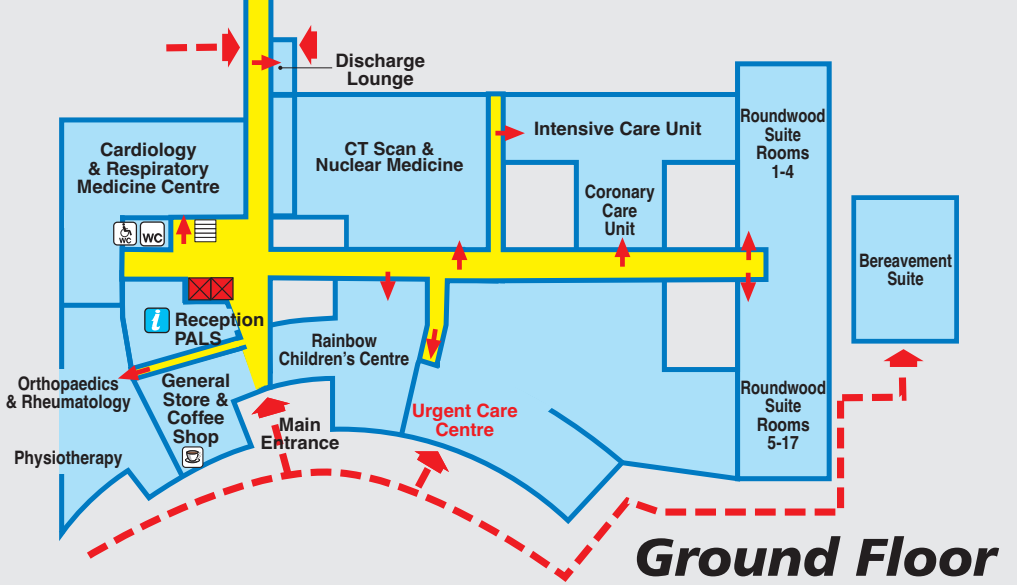 Discharge
Lounge
Cardiology
& Respiratory
Medicine Centre
CT Scan &
Nuclear Medicine
Intensive Care Unit
Roundwood
Suite
Rooms
1-4
Coronary
Care
Unit
WC
WC
Bereavement
Suite
i
Reception
PALS
Rainbow
Children's Centre
Orthopaedics
& Rheumatology
General
Store &
Coffee
Shop
Physiotherapy
Main
Entrance
Urgent Care
Centre
Roundwood
Suite
Rooms
5-17
Ground Floor